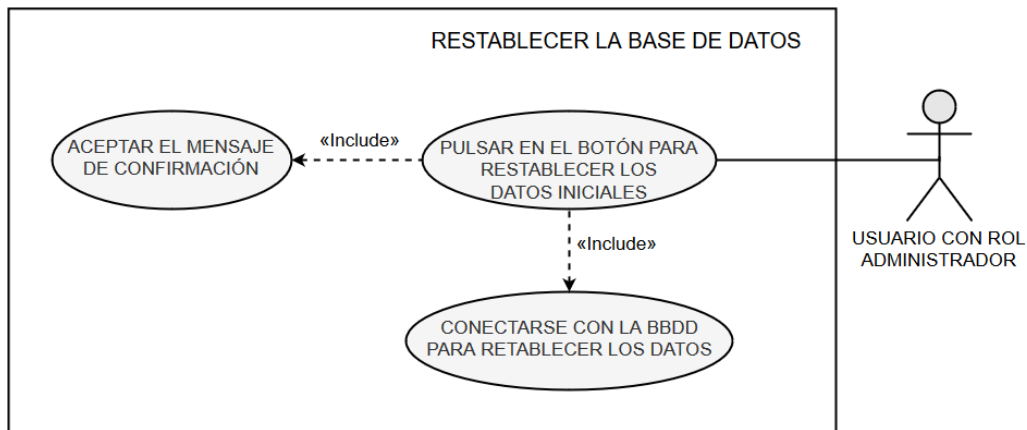 RESTABLECER LA BASE DE DATOS
ACEPTAR EL MENSAJE
DE CONFIRMACIÓN
«Include»
PULSAR EN EL BOTÓN PARA
RESTABLECER LOS
DATOS INICIALES
«Include»
USUARIO CON ROL
ADMINISTRADOR
CONECTARSE CON LA BBDD
PARA RETABLECER LOS DATOS